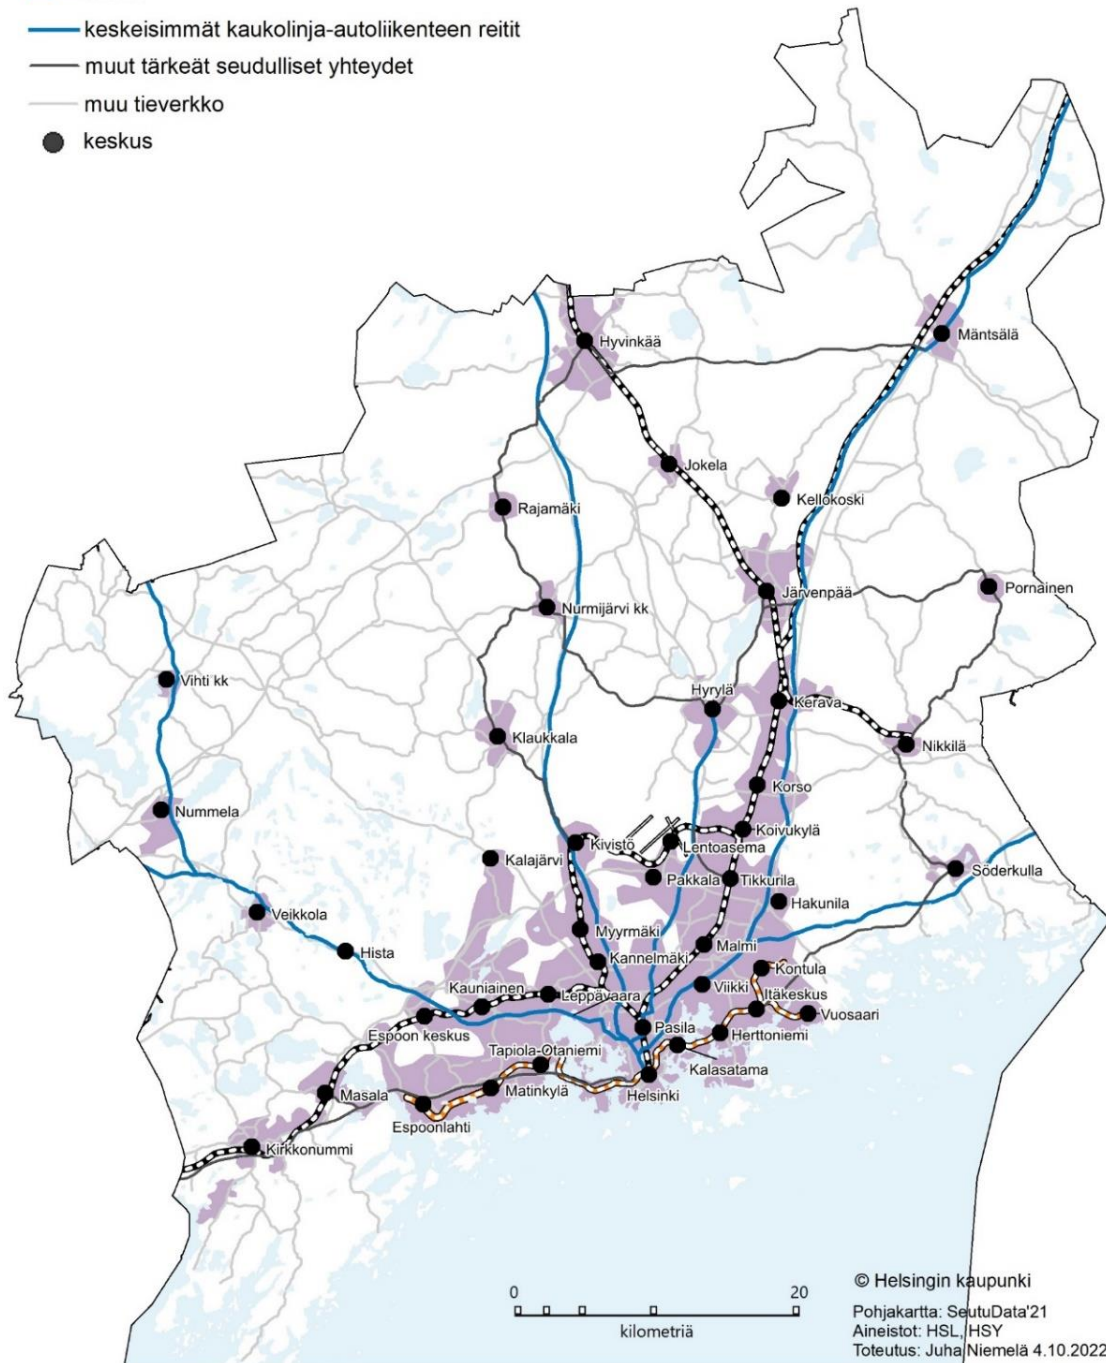 keskeisimmät kaukolinja-autoliikenteen reitit
muut tärkeät seudulliset yhteydet
muu tieverkko
keskus
Hyvinkää
Mäntsälä
Jokela
Kellokoski
Rajamäki
Järvenpää
Pornainen
Nurmijärvi kk
Vihti kk
Hyrylä
Kerava
Klaukkala
Nikkilä
Korso
Nummela
Koivukylä
Kivistö
Lentoasema
Kalajärvi
Pakkala
Tikkurila
Söderkulla
Hakunila
Veikkola
Myyrmäki
Malmi
Hista
Kannelmäki
Kontula
Kauniainen
Leppävaara
Viikki
Itäkeskus
Vuosaari
Espoon keskus
Pasila
Herttoniemi
Tapiola-Otaniemi
Kalasatama
Masala
Matinkylä
Helsinki
Espoonlahti
Kirkkonummi
0 20
kilometriä
© Helsingin kaupunki
Pohjakartta: SeutuData'21
Aineistot: HSL, HSY
Toteutus: Juha Niemelä 4.10.2022